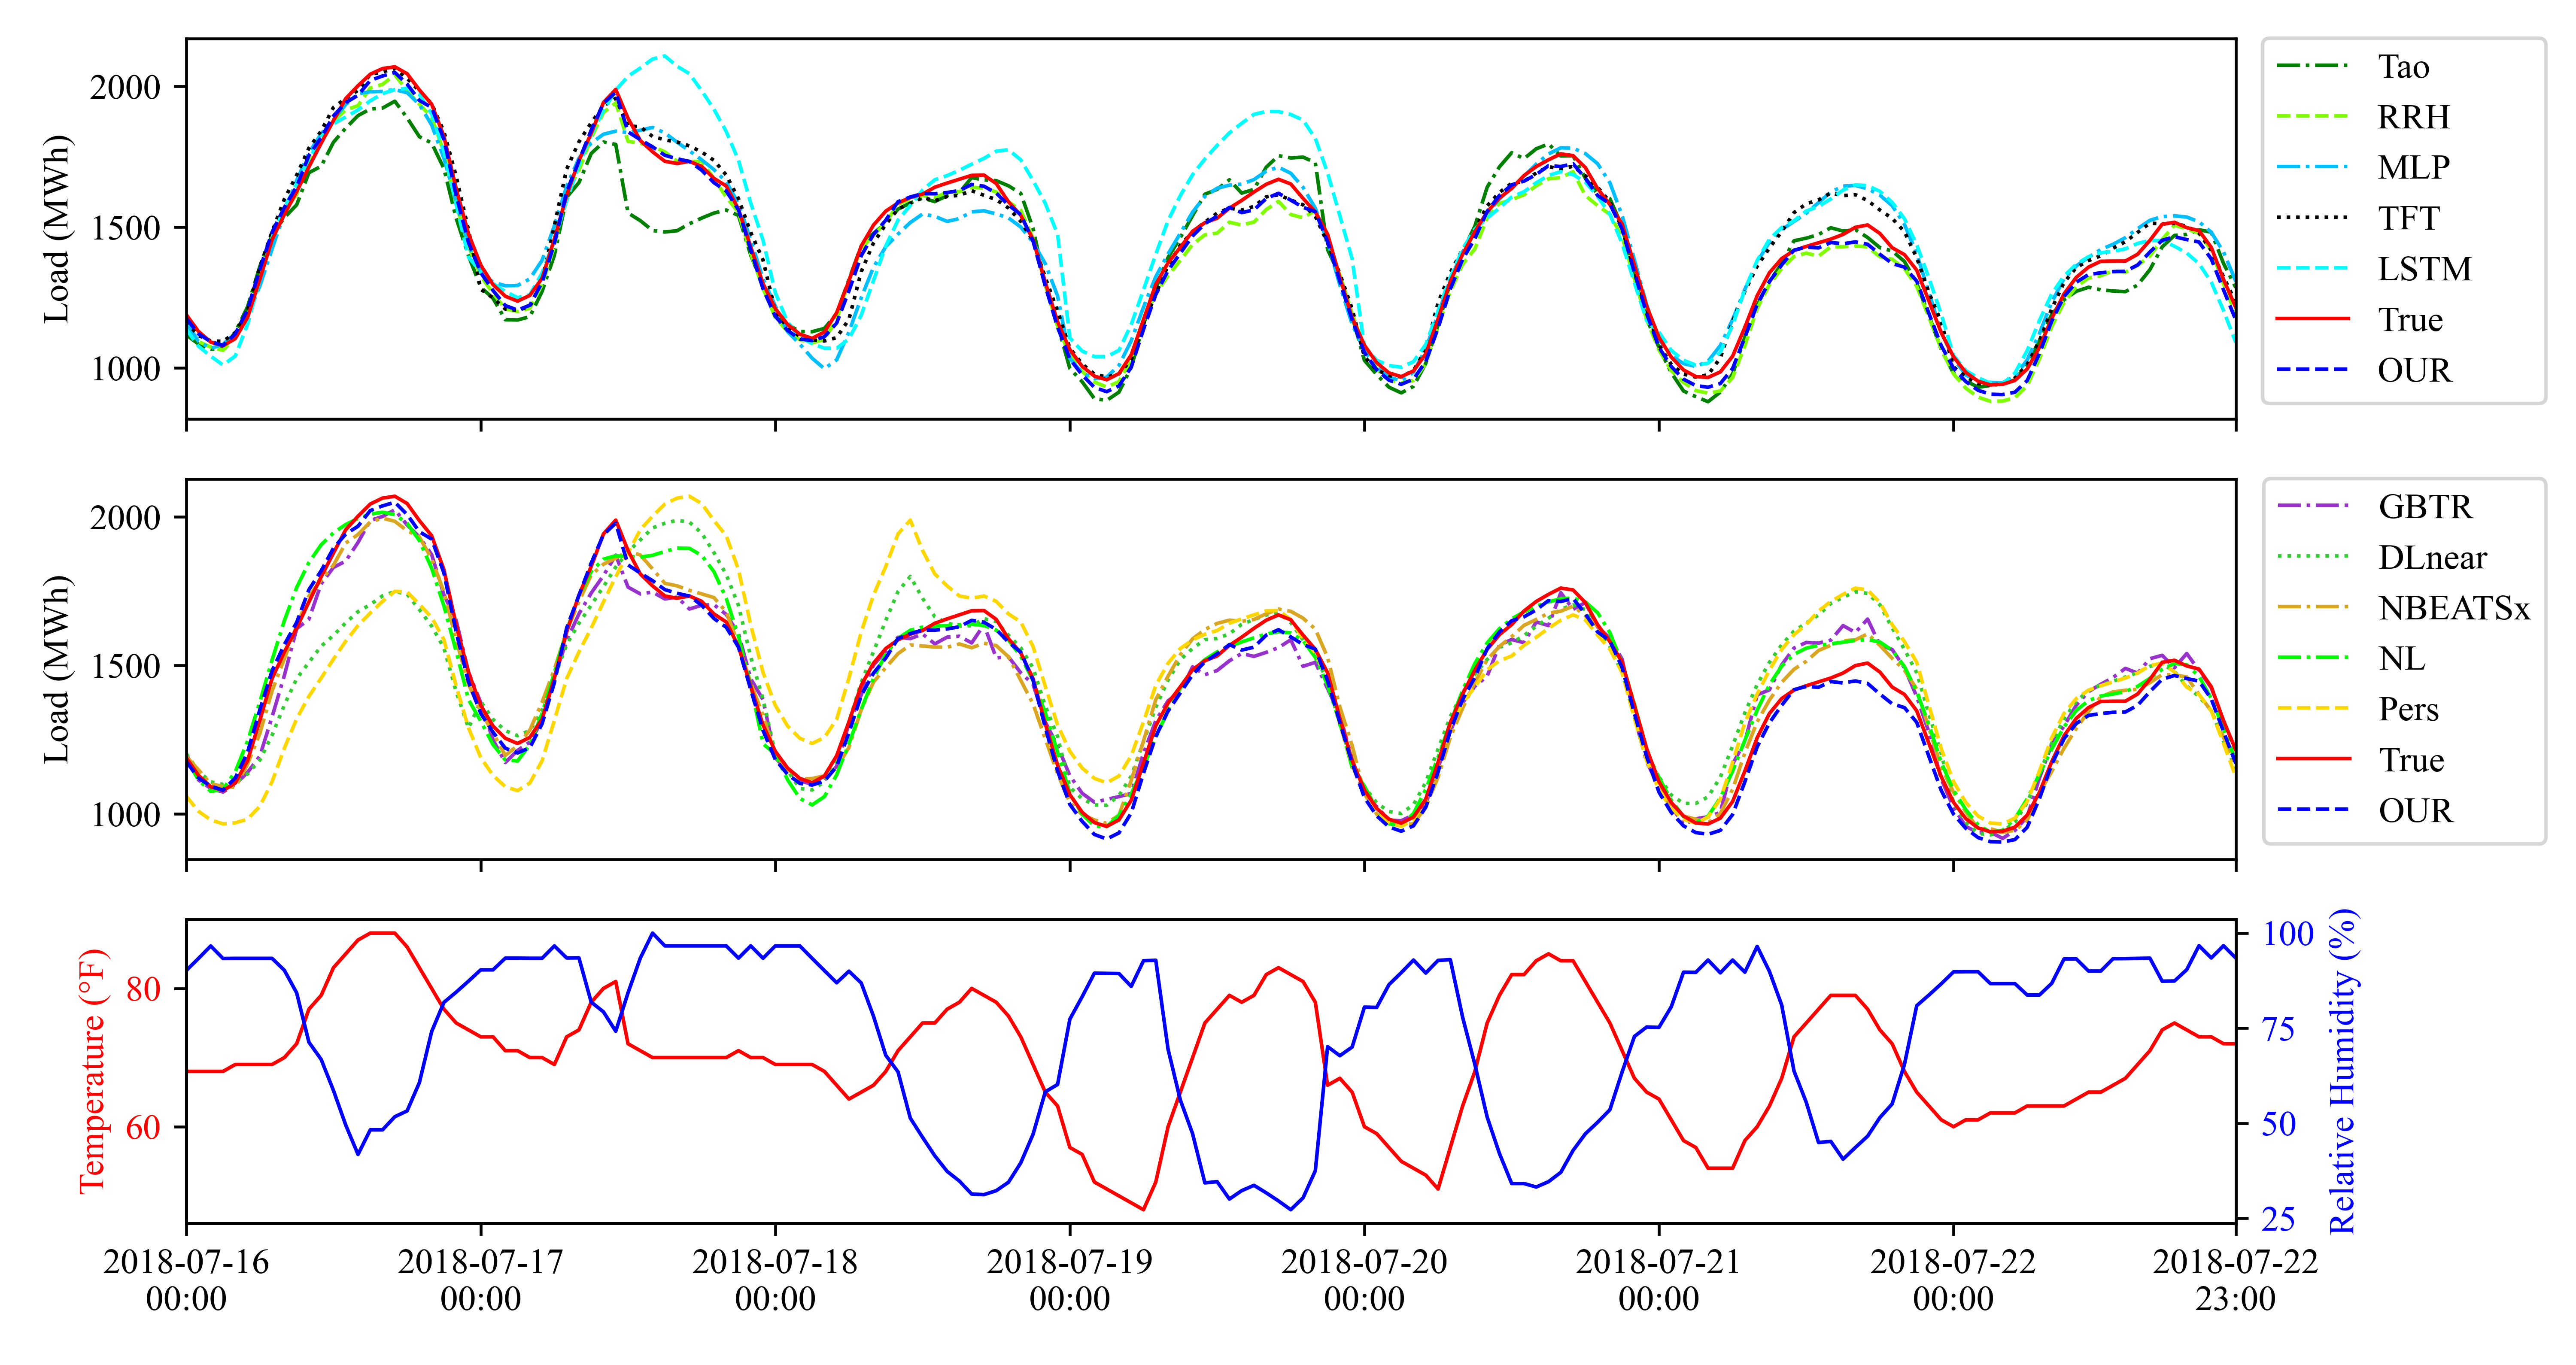 Load (MWh)
2000
1500
1000
Tao
RRH
MLP
TFT
LSTM
True
OUR
Load (MWh)
2000
1500
1000
GBTR
DLnear
NBEATSx
NL
Pers
True
OUR
Temperature (°F)
80
60
100
75
50
25
Relative Humidity (%)
2018-07-16 2018-07-17 2018-07-18 2018-07-19 2018-07-20 2018-07-21 2018-07-22 2018-07-22
00:00 00:00 00:00 00:00 00:00 00:00 00:00 23:00